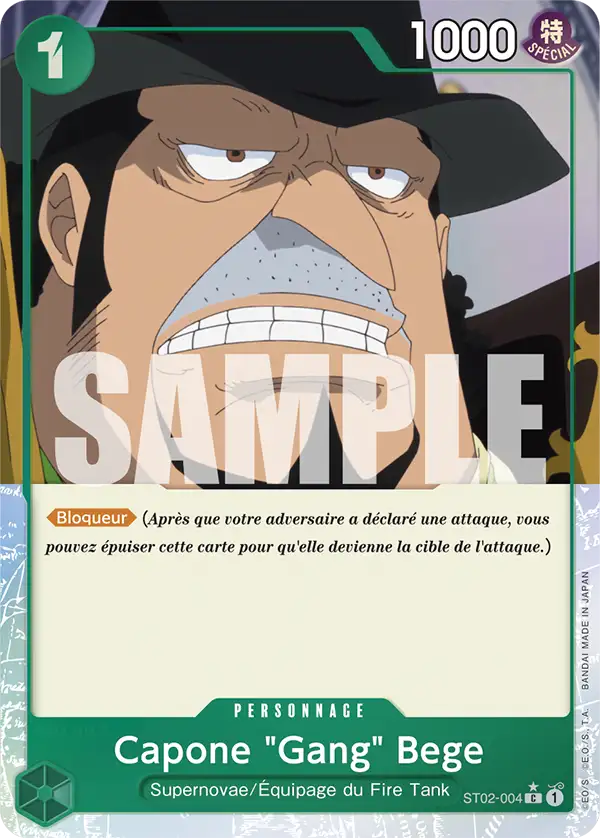 1
1000
特
SPÉCIAL
SAMPLE
Bloqueur (Après que votre adversaire a déclaré une attaque, vous
pouvez épuiser cette carte pour qu'elle devienne la cible de l'attaque.)
PERSONNAGE
Capone "Gang" Bege
Supernovae/Équipage du Fire Tank
ST02-004 C 1
©EO/S ©E.O./S.,T.A. BANDAI MADE IN JAPAN